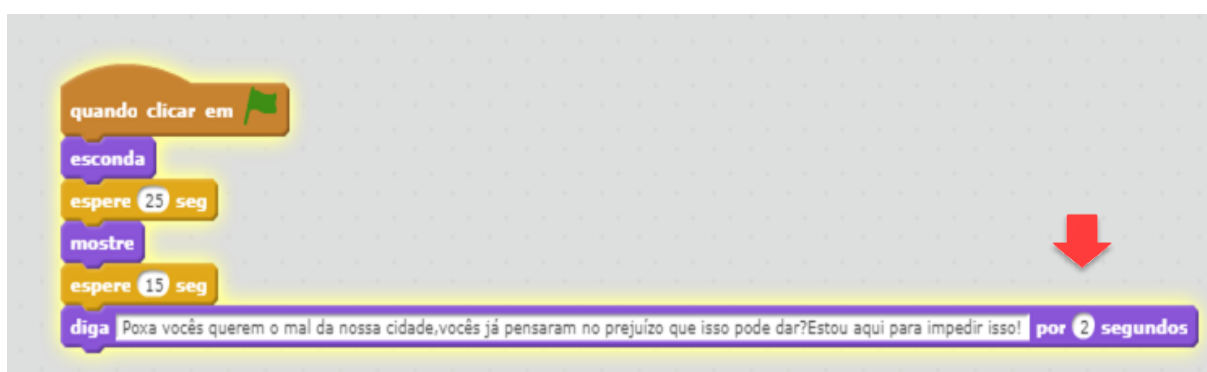 quando clicar em
esconda
espere 25 seg
mostre
espere 15 seg
diga Poxa vocês querem o mal da nossa cidade,vocês já pensaram no prejuízo que isso pode dar?Estou aqui para impedir isso! por 2 segundos